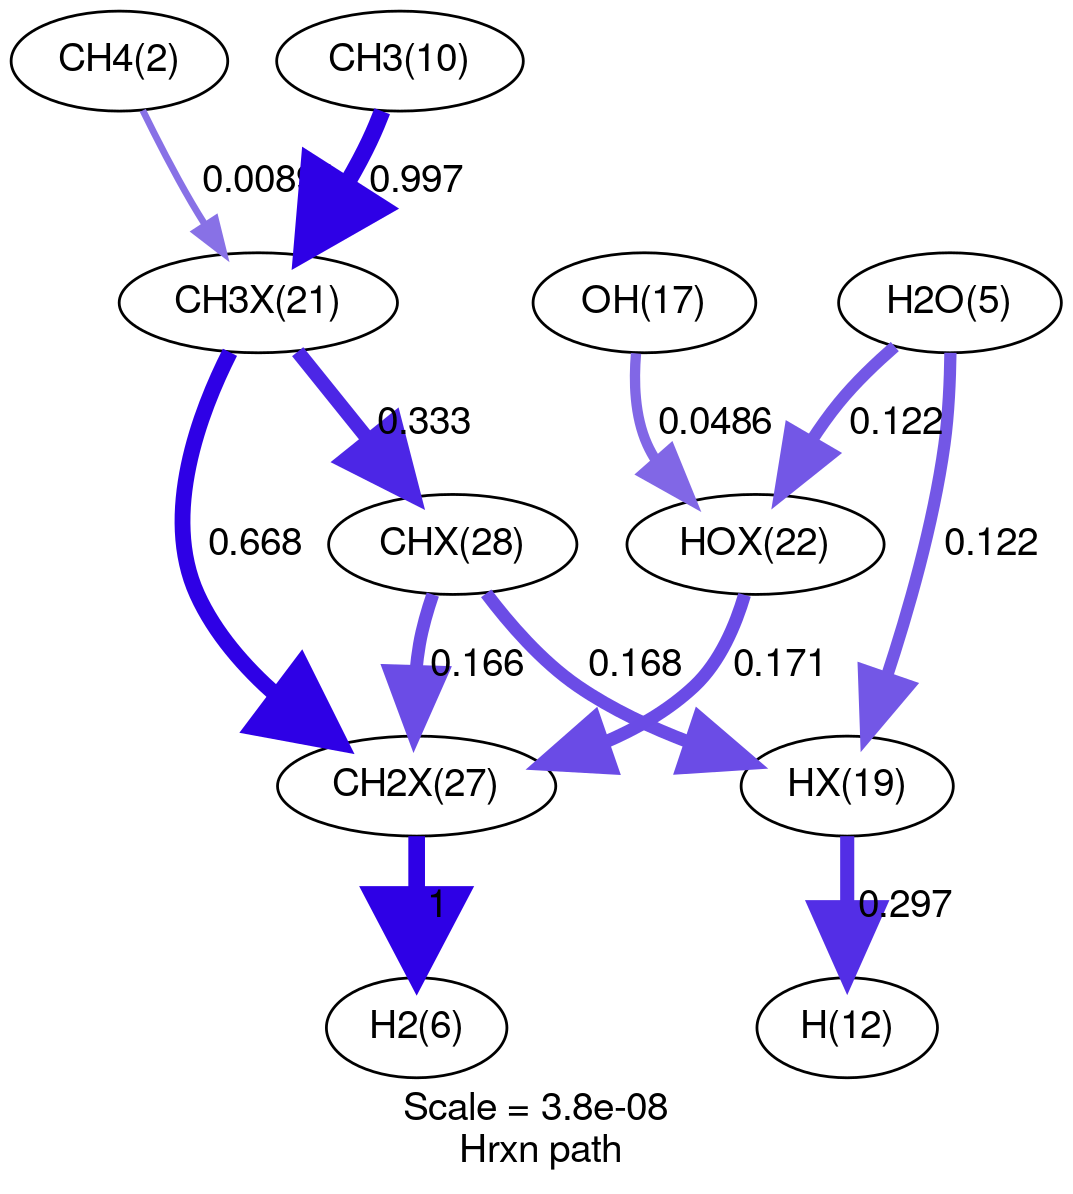 CH4(2)
CH3(10)
0.997
CH3X(21)
OH(17)
H2O(5)
0.333
0.0486
0.122
0.668
CHX(28)
HOX(22)
0.122
0.166
0.168
0.171
CH2X(27)
HX(19)
1
0.297
H2(6)
H(12)
Scale = 3.8e-08
Hrxn path